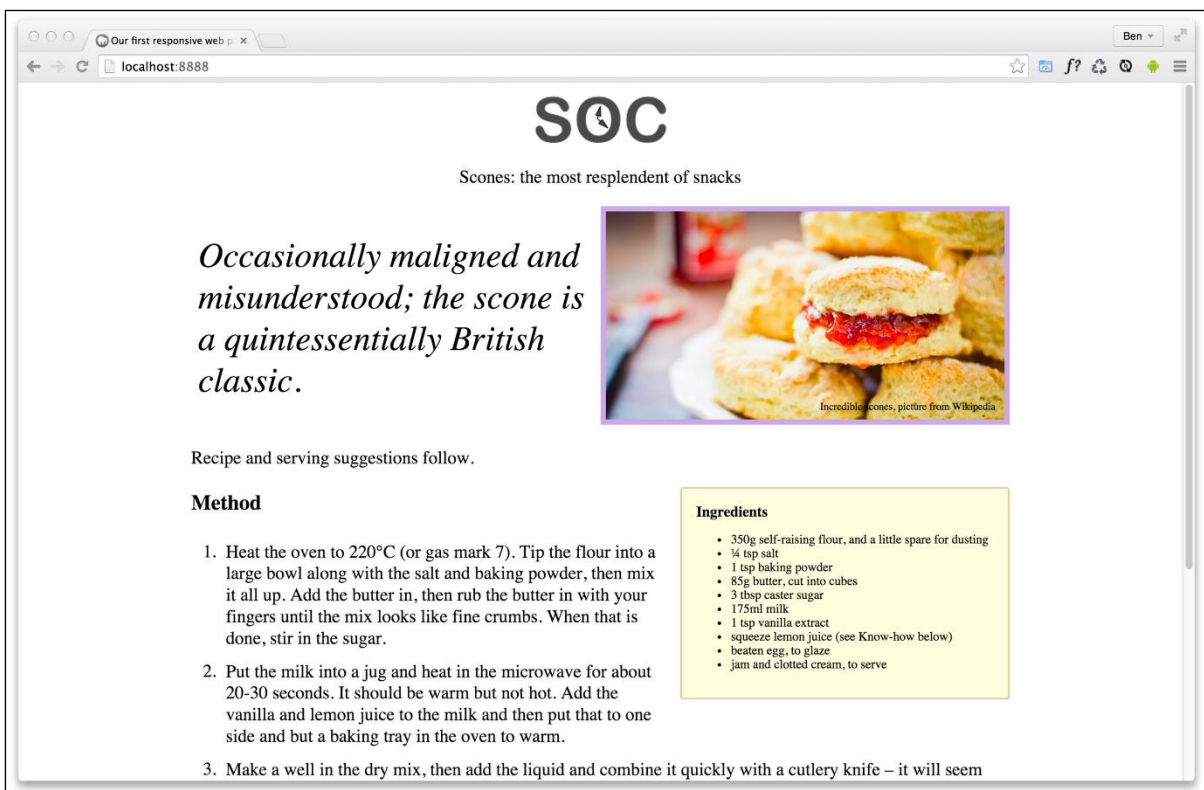 Our first responsive web p
Ben
localhost:8888
f?
SOC
Scones: the most resplendent of snacks
Occasionally maligned and
misunderstood; the scone is
a quintessentially British
classic.
Incredible scones, picture from Wikipedia
Recipe and serving suggestions follow.
Method
1. Heat the oven to 220°C (or gas mark 7). Tip the flour into a
large bowl along with the salt and baking powder, then mix
it all up. Add the butter in, then rub the butter in with your
fingers until the mix looks like fine crumbs. When that is
done, stir in the sugar.
2. Put the milk into a jug and heat in the microwave for about
20-30 seconds. It should be warm but not hot. Add the
vanilla and lemon juice to the milk and then put that to one
side and but a baking tray in the oven to warm.
3. Make a well in the dry mix, then add the liquid and combine it quickly with a cutlery knife – it will seem
Ingredients
• 350g self-raising flour, and a little spare for dusting
• ¼ tsp salt
• 1 tsp baking powder
• 85g butter, cut into cubes
• 3 tbsp caster sugar
• 175ml milk
• 1 tsp vanilla extract
• squeeze lemon juice (see Know-how below)
• beaten egg, to glaze
• jam and clotted cream, to serve